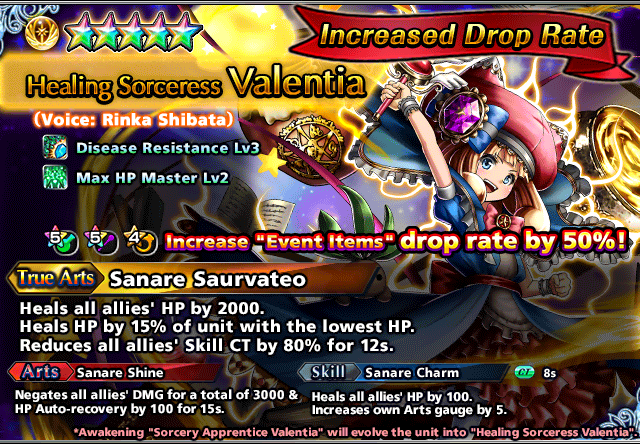 Increased Drop Rate
Healing Sorceress Valentia
(Voice: Rinka Shibata)
Disease Resistance Lv3
Max HP Master Lv2
5 5 4 Increase "Event Items" drop rate by 50%!
True Arts Sanare Saurvateo
Heals all allies' HP by 2000.
Heals HP by 15% of unit with the lowest HP.
Reduces all allies' Skill CT by 80% for 12s.
Arts Sanare Shine
Negates all allies' DMG for a total of 3000 &
HP Auto-recovery by 100 for 15s.
Skill Sanare Charm CT 8s
Heals all allies' HP by 100.
Increases own Arts gauge by 5.
*Awakening "Sorcery Apprentice Valentia" will evolve the unit into "Healing Sorceress Valentia".